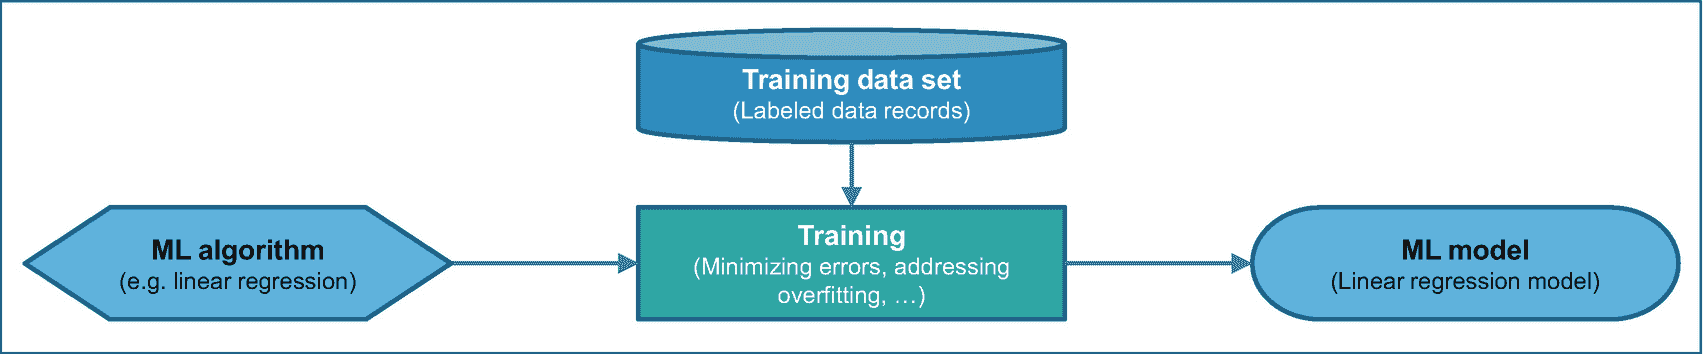 Training data set
(Labeled data records)
ML algorithm
(e.g. linear regression)
Training
(Minimizing errors, addressing
overfitting, …)
ML model
(Linear regression model)